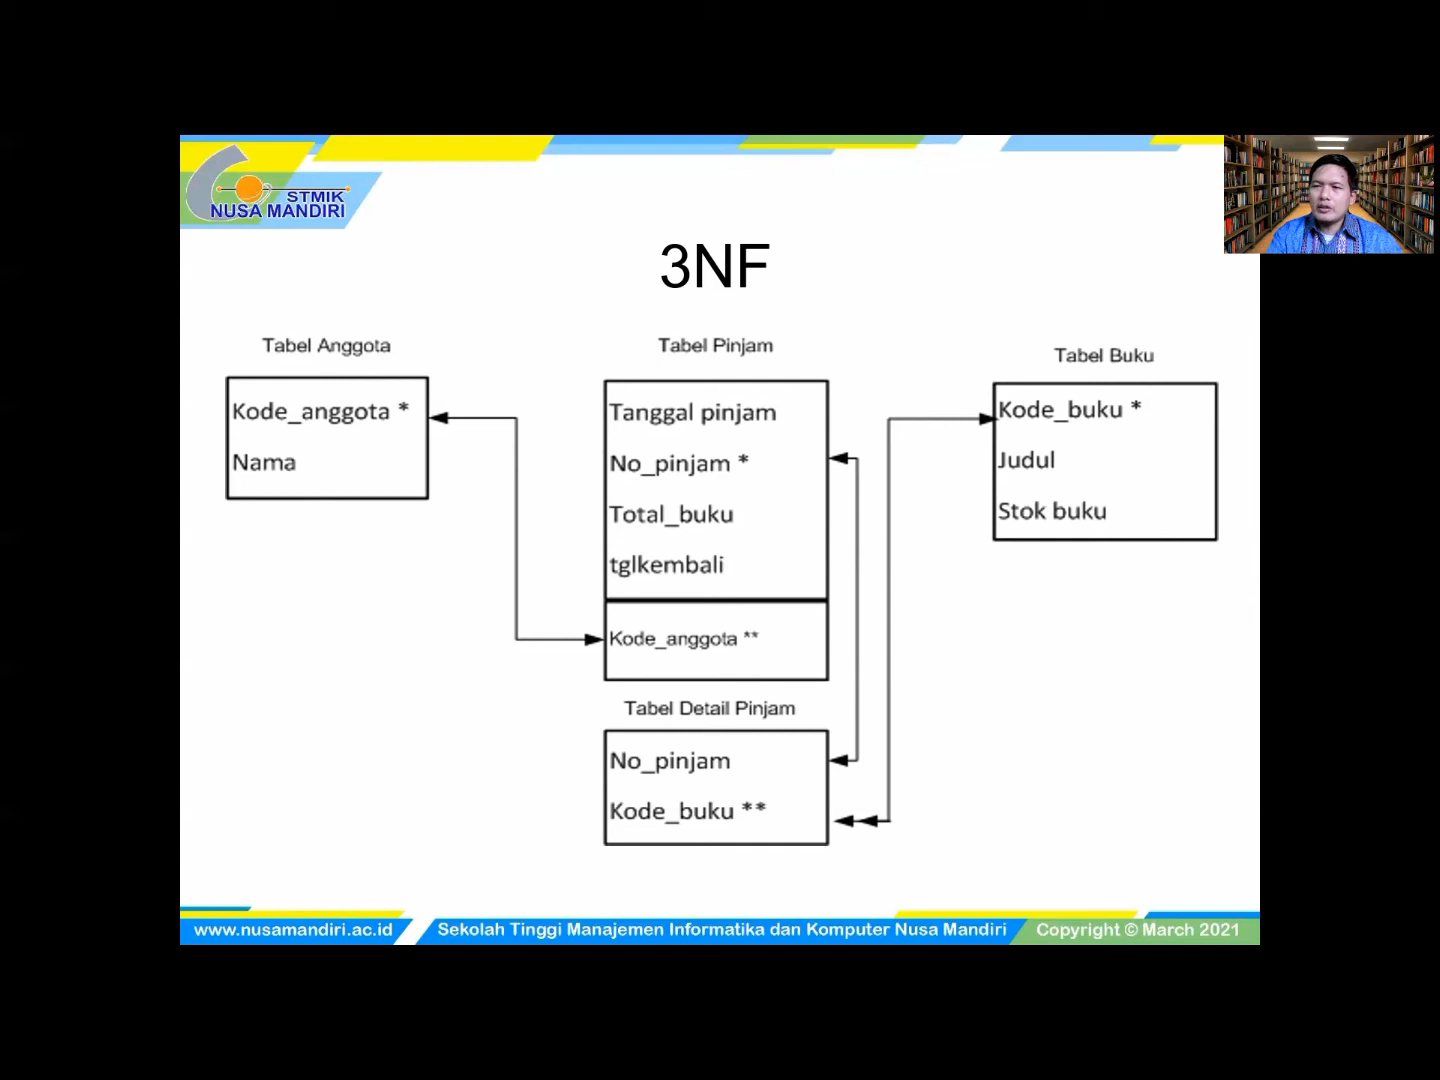 STMIK
NUSA MANDIRI
3NF
Tabel Anggota
Kode_anggota *
Nama
Tabel Pinjam
Tanggal pinjam
No_pinjam *
Total_buku
tglkembali
Kode_anggota **
Tabel Detail Pinjam
No_pinjam
Kode_buku **
Tabel Buku
Kode_buku *
Judul
Stok buku
www.nusamandiri.ac.id
Sekolah Tinggi Manajemen Informatika dan Komputer Nusa Mandiri
Copyright © March 2021